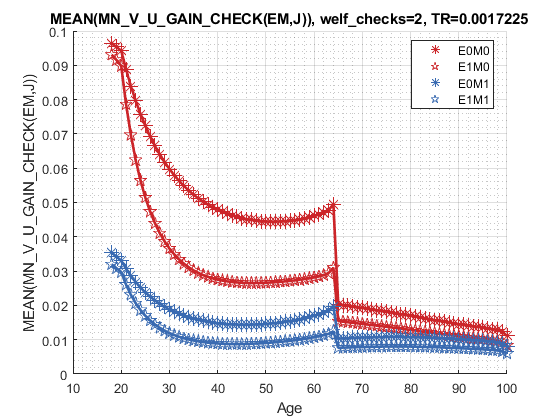 MEAN(MN_V_U_GAIN_CHECK(EM,J)), welf_checks=2, TR=0.0017225
MEAN(MN_V_U_GAIN_CHECK(EM,J))
0.1
0.09
0.08
0.07
0.06
0.05
0.04
0.03
0.02
0.01
0
E0M0
E1M0
E0M1
E1M1
10 20 30 40 50 60 70 80 90 100
Age